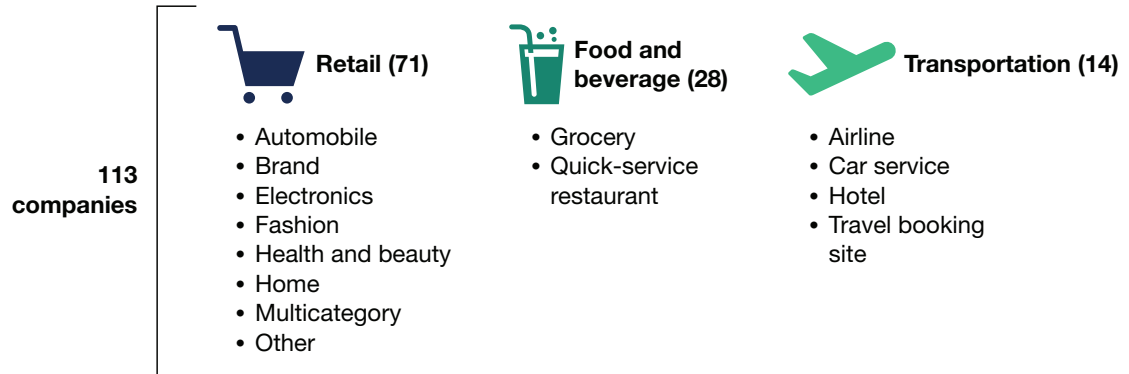 113
companies
Retail (71)
• Automobile
• Brand
• Electronics
• Fashion
• Health and beauty
• Home
• Multicategory
• Other
Food and
beverage (28)
• Grocery
• Quick-service
restaurant
Transportation (14)
• Airline
• Car service
• Hotel
• Travel booking
site